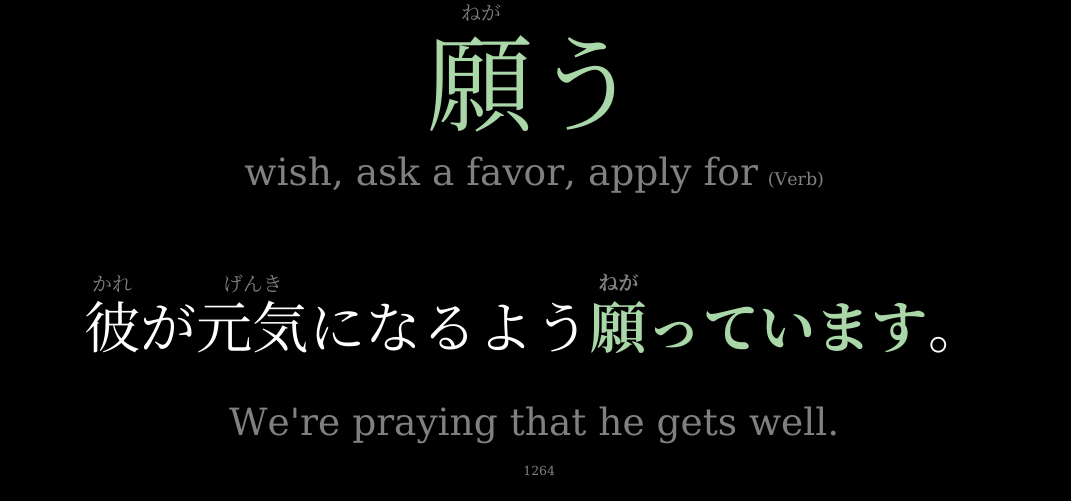 ねが
願う
wish, ask a favor, apply for (Verb)
かれ げんき ねが
彼が元気になるよう願っています。
We're praying that he gets well.
1264